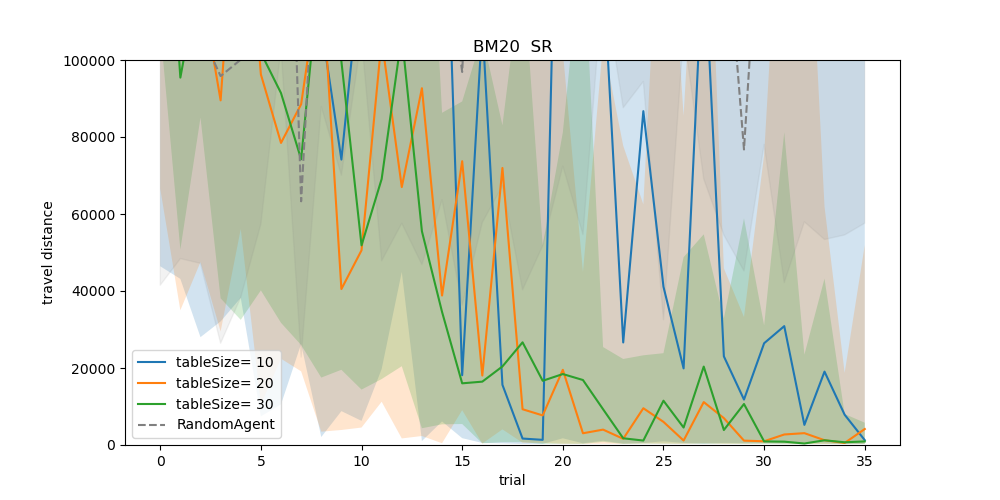 BM20  SR
travel distance
100000
80000
60000
40000
20000
0
tableSize= 10
tableSize= 20
tableSize= 30
RandomAgent
0 5 10 15 20 25 30 35
trial